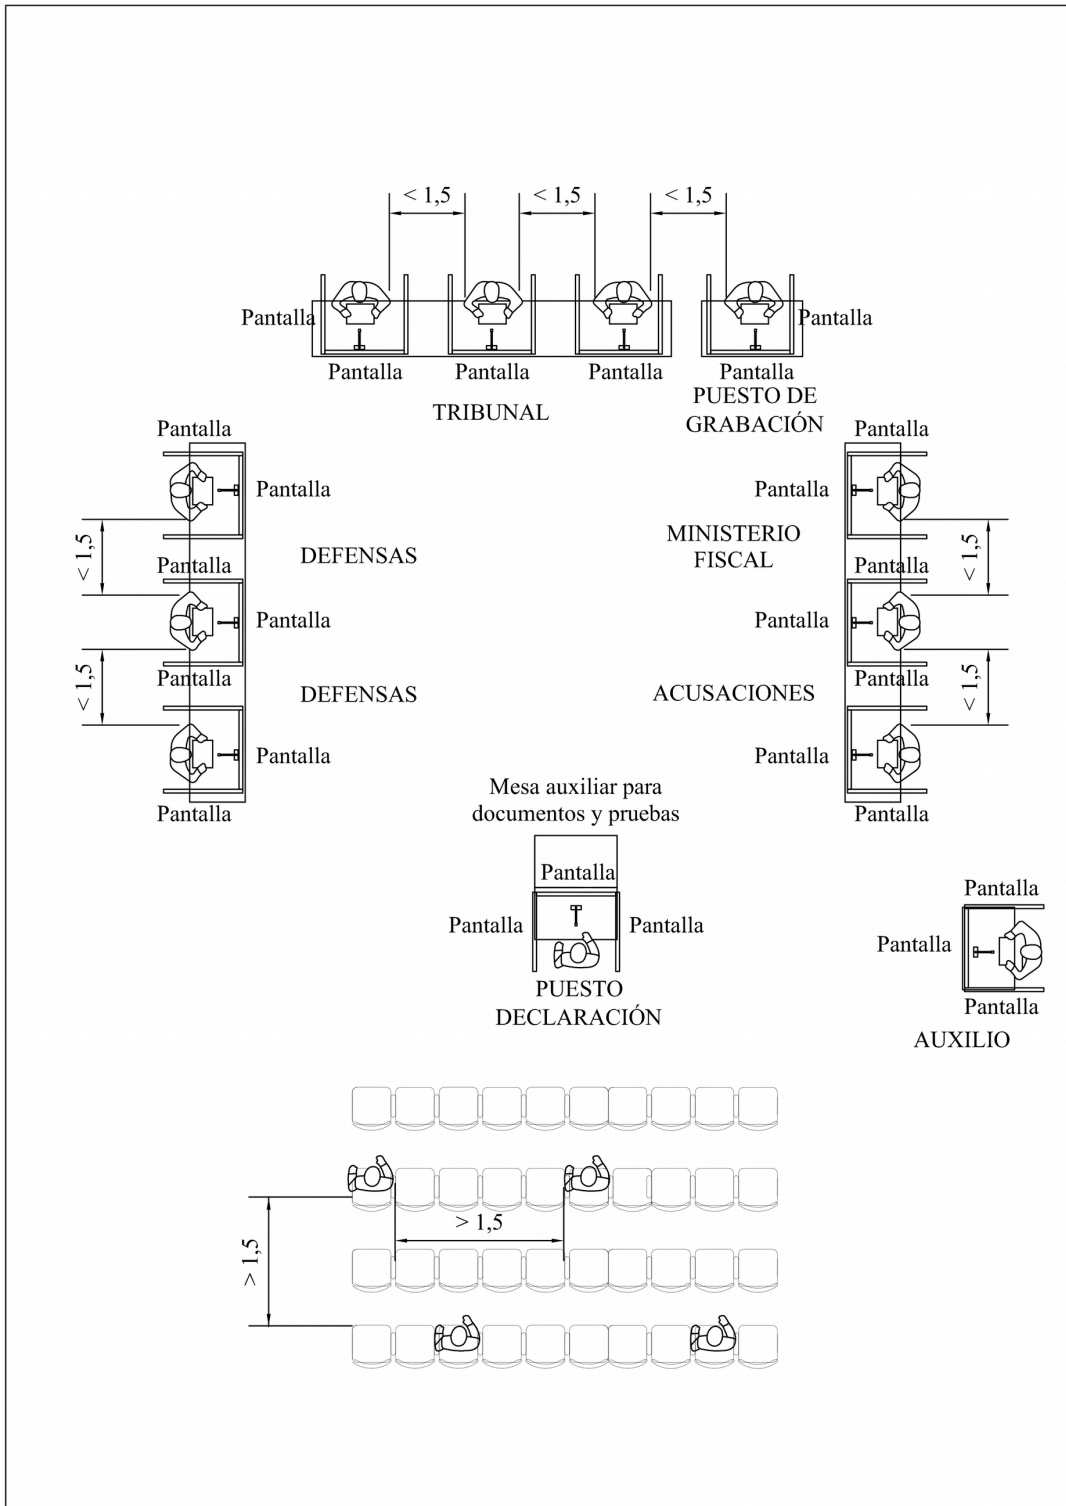 < 1,5
< 1,5
< 1,5
Pantalla
Pantalla
Pantalla
Pantalla
Pantalla
Pantalla
TRIBUNAL
PUESTO DE
GRABACIÓN
Pantalla
Pantalla
Pantalla
Pantalla
< 1,5
DEFENSAS
MINISTERIO
FISCAL
< 1,5
Pantalla
Pantalla
Pantalla
Pantalla
Pantalla
Pantalla
< 1,5
DEFENSAS
ACUSACIONES
< 1,5
Pantalla
Pantalla
Pantalla
Pantalla
Mesa auxiliar para
documentos y pruebas
Pantalla
Pantalla
Pantalla
PUESTO
DECLARACIÓN
Pantalla
Pantalla
Pantalla
AUXILIO
> 1,5
> 1,5